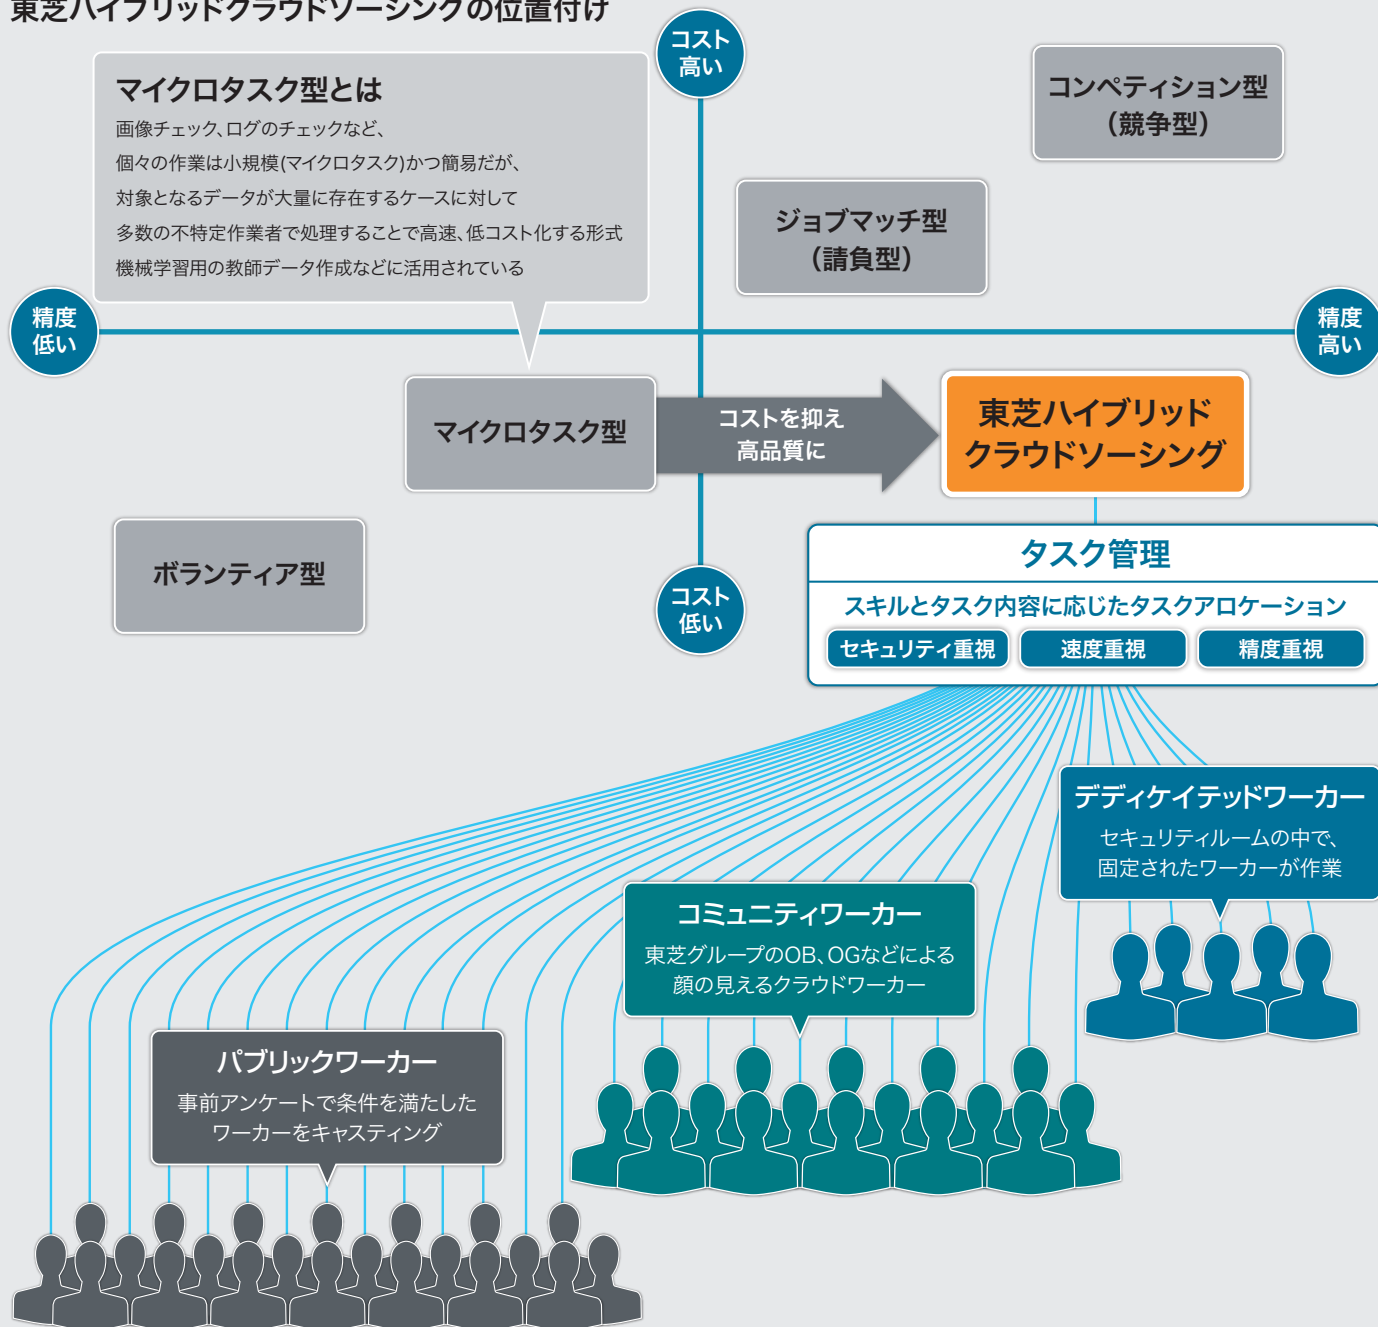 東芝ハイブリッドクラウドソーシングの位置付け
コスト
高い
マイクロタスク型とは
画像チェック、ログのチェックなど、
個々の作業は小規模(マイクロタスク)かつ簡易だが、
対象となるデータが大量に存在するケースに対して
多数の不特定作業者で処理することで高速、低コスト化する形式
機械学習用の教師データ作成などに活用されている
コンペティション型
(競争型)
ジョブマッチ型
(請負型)
精度
低い
精度
高い
マイクロタスク型
コストを抑え
高品質に
東芝ハイブリッド
クラウドソーシング
ボランティア型
コスト
低い
タスク管理
スキルとタスク内容に応じたタスクアロケーション
セキュリティ重視
速度重視
精度重視
デディケイテッドワーカー
セキュリティルームの中で、
固定されたワーカーが作業
コミュニティワーカー
東芝グループのOB、OGなどによる
顔の見えるクラウドワーカー
パブリックワーカー
事前アンケートで条件を満たした
ワーカーをキャスティング